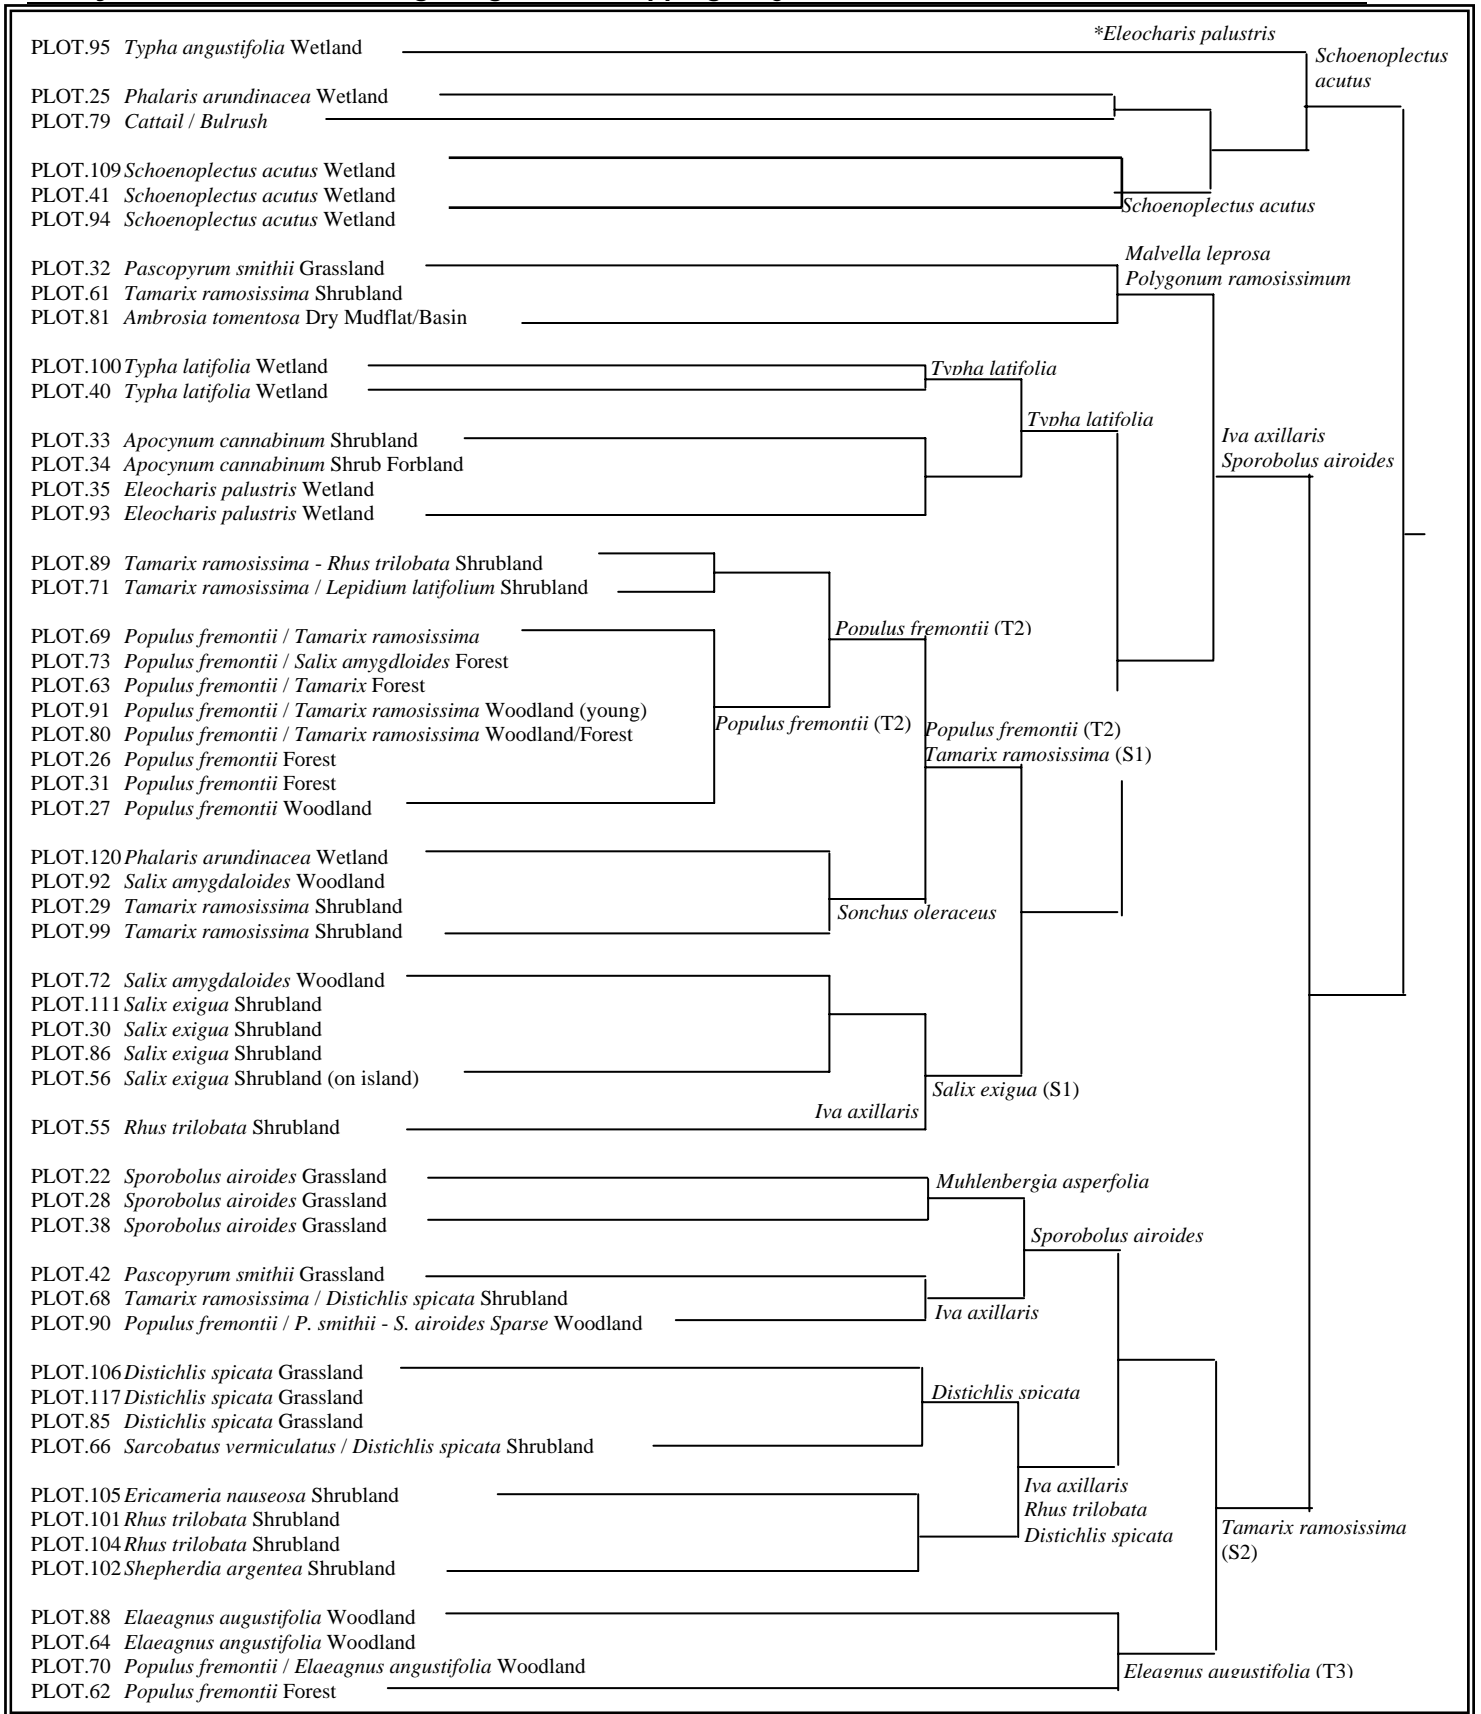 *Eleocharis palustris
PLOT.95 Typha angustifolia Wetland
Schoenoplectus
acutus
PLOT.25 Phalaris arundinacea Wetland
PLOT.79 Cattail / Bulrush
PLOT.109 Schoenoplectus acutus Wetland
PLOT.41 Schoenoplectus acutus Wetland
PLOT.94 Schoenoplectus acutus Wetland
Schoenoplectus acutus
PLOT.32 Pascopyrum smithii Grassland
PLOT.61 Tamarix ramosissima Shrubland
PLOT.81 Ambrosia tomentosa Dry Mudflat/Basin
Malvella leprosa
Polygonum ramosissimum
PLOT.100 Typha latifolia Wetland
PLOT.40 Typha latifolia Wetland
Typha latifolia
Typha latifolia
PLOT.33 Apocynum cannabinum Shrubland
PLOT.34 Apocynum cannabinum Shrub Forbland
PLOT.35 Eleocharis palustris Wetland
PLOT.93 Eleocharis palustris Wetland
Iva axillaris
Sporobolus airoides
PLOT.89 Tamarix ramosissima - Rhus trilobata Shrubland
PLOT.71 Tamarix ramosissima / Lepidium latifolium Shrubland
Populus fremontii (T2)
PLOT.69 Populus fremontii / Tamarix ramosissima
PLOT.73 Populus fremontii / Salix amygdloides Forest
PLOT.63 Populus fremontii / Tamarix Forest
PLOT.91 Populus fremontii / Tamarix ramosissima Woodland (young)
PLOT.80 Populus fremontii / Tamarix ramosissima Woodland/Forest
PLOT.26 Populus fremontii Forest
PLOT.31 Populus fremontii Forest
PLOT.27 Populus fremontii Woodland
Populus fremontii (T2)
Populus fremontii (T2)
Tamarix ramosissima (S1)
PLOT.120 Phalaris arundinacea Wetland
PLOT.92 Salix amygdaloides Woodland
PLOT.29 Tamarix ramosissima Shrubland
PLOT.99 Tamarix ramosissima Shrubland
Sonchus oleraceus
PLOT.72 Salix amygdaloides Woodland
PLOT.111 Salix exigua Shrubland
PLOT.30 Salix exigua Shrubland
PLOT.86 Salix exigua Shrubland
PLOT.56 Salix exigua Shrubland (on island)
Salix exigua (S1)
Iva axillaris
PLOT.55 Rhus trilobata Shrubland
PLOT.22 Sporobolus airoides Grassland
PLOT.28 Sporobolus airoides Grassland
PLOT.38 Sporobolus airoides Grassland
Muhlenbergia asperfolia
Sporobolus airoides
PLOT.42 Pascopyrum smithii Grassland
PLOT.68 Tamarix ramosissima / Distichlis spicata Shrubland
PLOT.90 Populus fremontii / P. smithii - S. airoides Sparse Woodland
Iva axillaris
PLOT.106 Distichlis spicata Grassland
PLOT.117 Distichlis spicata Grassland
PLOT.85 Distichlis spicata Grassland
PLOT.66 Sarcobatus vermiculatus / Distichlis spicata Shrubland
Distichlis spicata
PLOT.105 Ericameria nauseosa Shrubland
PLOT.101 Rhus trilobata Shrubland
PLOT.104 Rhus trilobata Shrubland
PLOT.102 Shepherdia argentea Shrubland
Iva axillaris
Rhus trilobata
Distichlis spicata
Tamarix ramosissima
(S2)
PLOT.88 Elaeagnus augustifolia Woodland
PLOT.64 Elaeagnus angustifolia Woodland
PLOT.70 Populus fremontii / Elaeagnus angustifolia Woodland
PLOT.62 Populus fremontii Forest
Eleagnus augustifolia (T3)